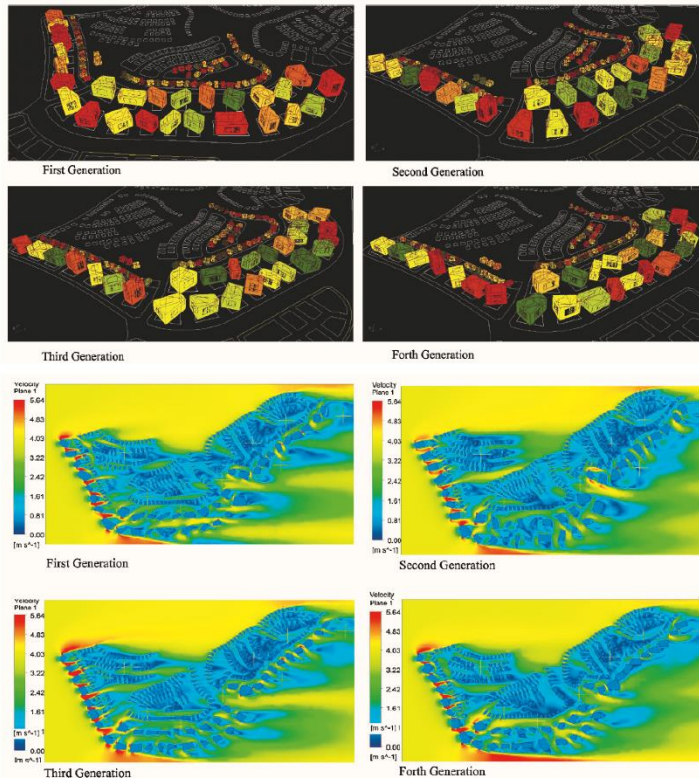 First Generation
Second Generation
Third Generation
Forth Generation
Velocity
Plane 1
5.64
4.83
4.03
3.22
2.42
1.61
0.81
0.00
[m s^-1]
First Generation
Velocity
Plane 1
5.64
4.83
4.03
3.22
2.42
1.61
0.81
0.00
[m s^-1]
Second Generation
Velocity
Plane 1
5.64
4.83
4.03
3.22
2.42
1.61
[m s^-1]
0.00
[m s^-1]
Third Generation
Velocity
Plane 1
5.64
4.83
4.03
3.22
2.42
1.61
[m s^-1]
0.00
[m s^-1]
Forth Generation